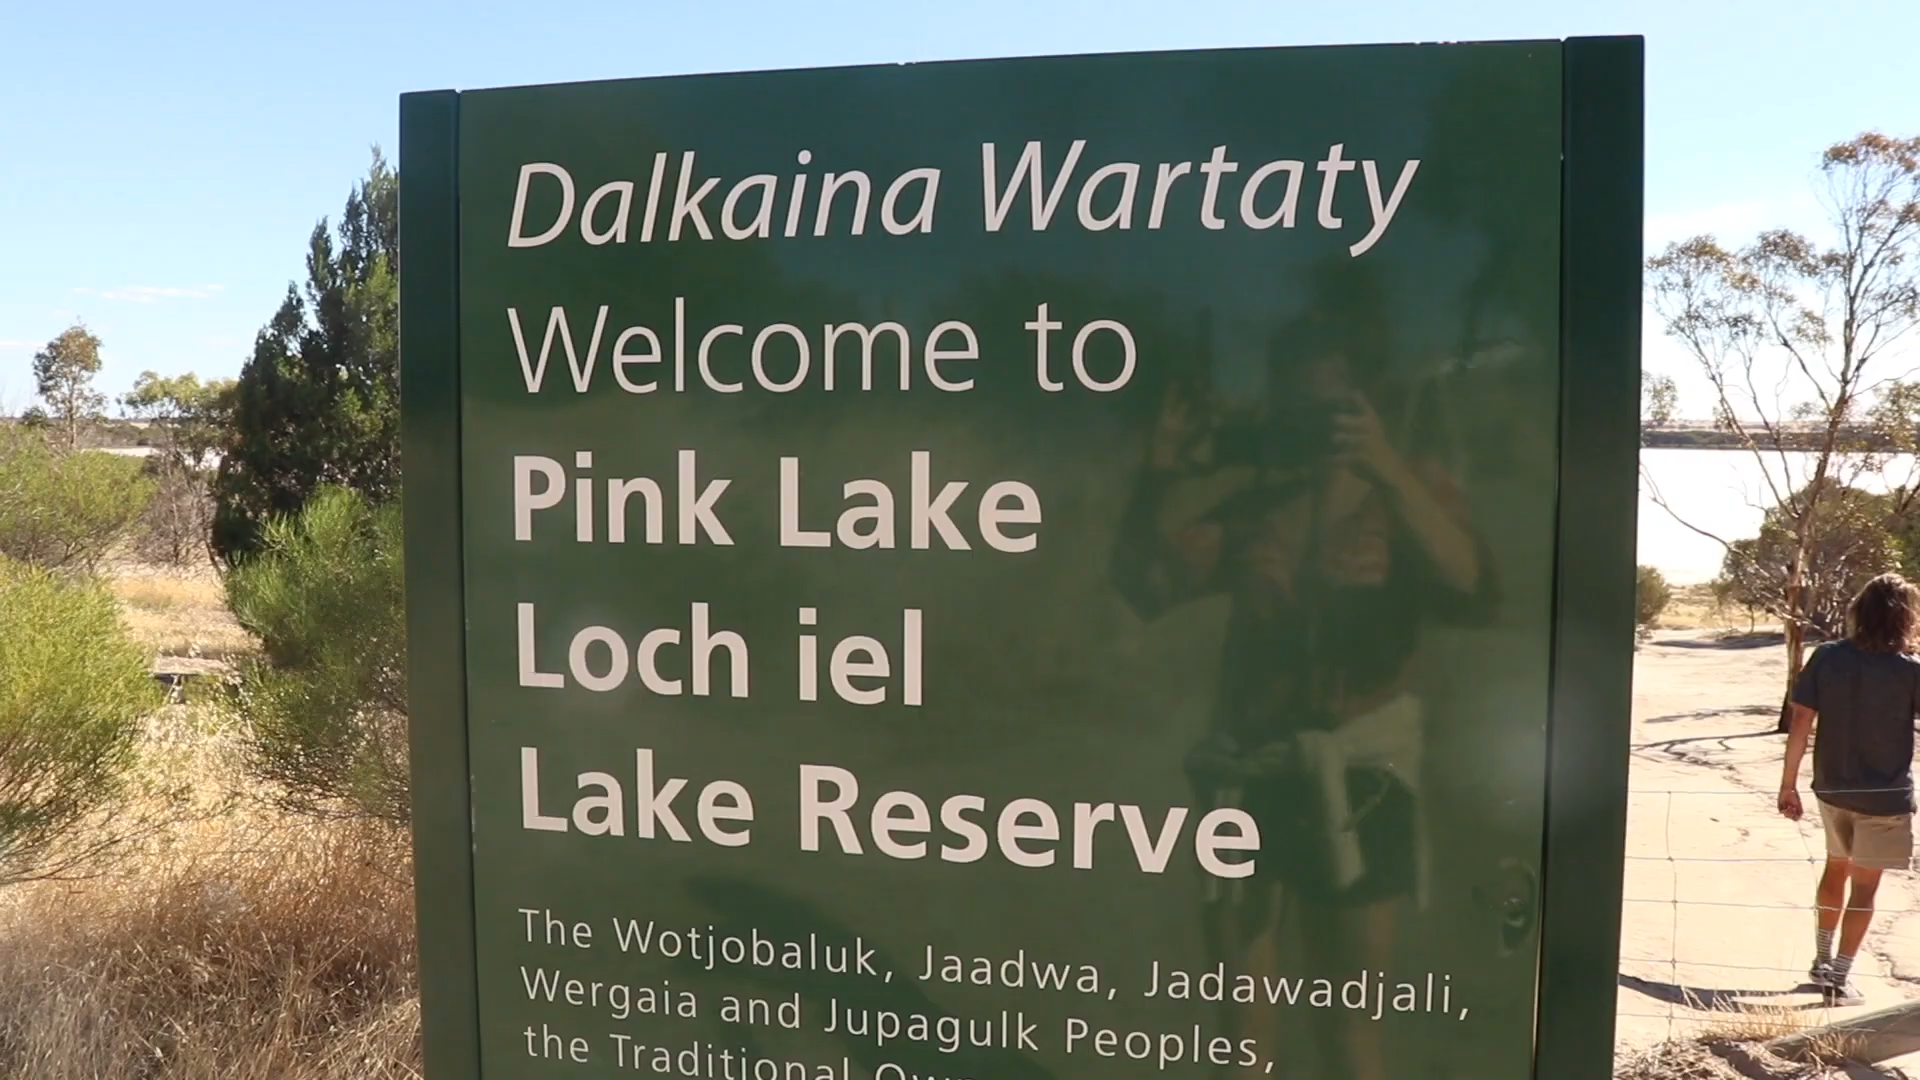 Dalkaina Wartaty
Welcome to
Pink Lake
Loch iel
Lake Reserve
The Wotjobaluk, Jaadwa, Jadawadjali,
Wergaia and Jupagulk Peoples,
the Traditional